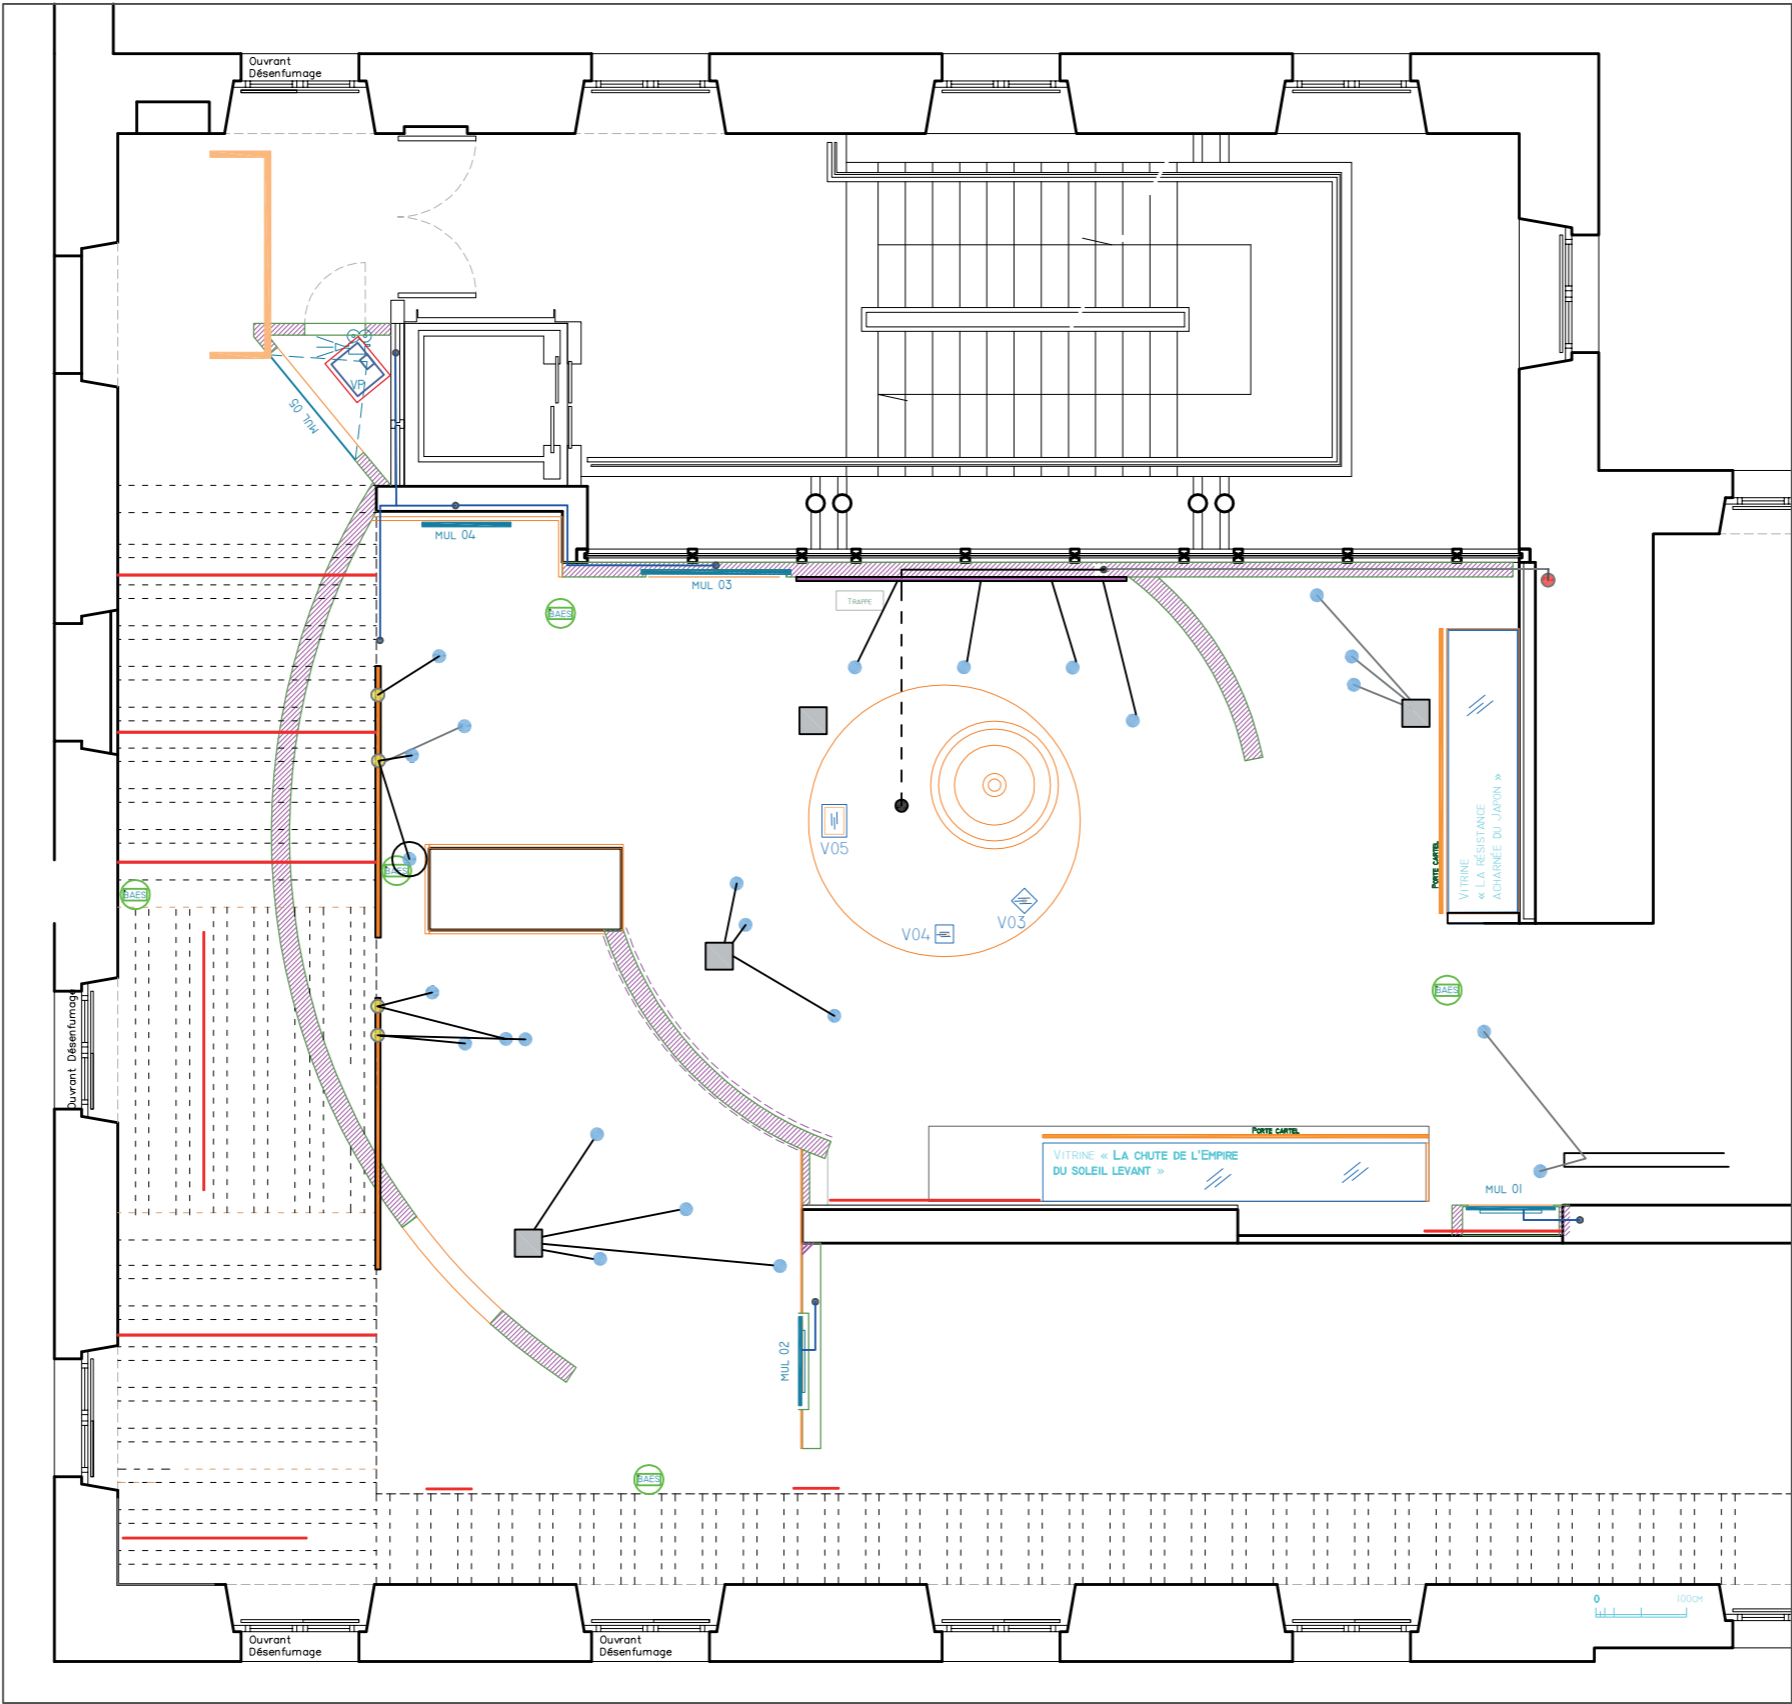 Ouvrant
Désenfumage
VP
MUL 05
MUL 04
MUL 03
TRAPPE
BAES
BAES
BAES
V05
V04
V03
PORTE CARTEL
VITRINE
« LA RÉSISTANCE
ACHARNÉE DU JAPON »
BAES
Ouvrant Désenfumage
PORTE CARTEL
VITRINE « LA CHUTE DE L'EMPIRE
DU SOLEIL LEVANT »
MUL 01
MUL 02
BAES
0 100CM
Ouvrant
Désenfumage
Ouvrant
Désenfumage